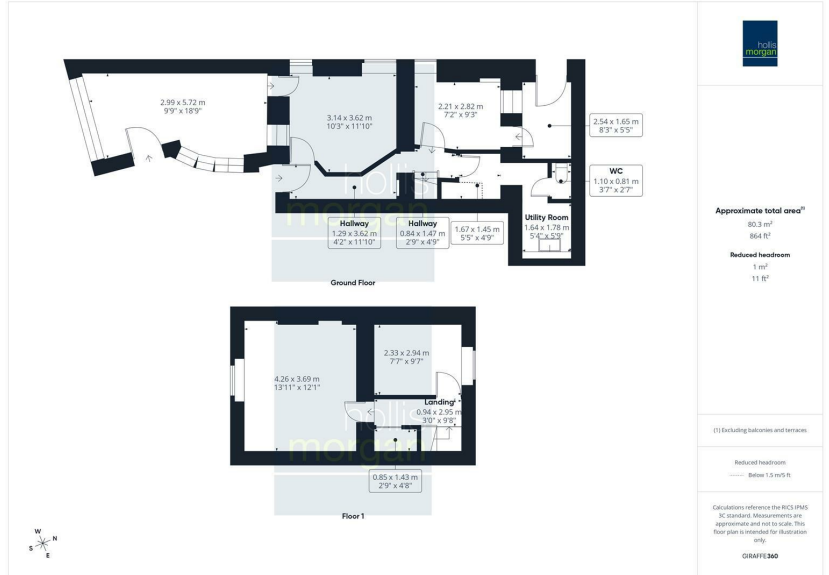 hollis
morgan
2.99 x 5.72 m
9'9" x 18'9"
3.14 x 3.62 m
10'3" x 11'10"
2.21 x 2.82 m
7'2" x 9'3"
2.54 x 1.65 m
8'3" x 5'5"
WC
1.10 x 0.81 m
3'7" x 2'7"
hollis
morgan
Hallway
1.29 x 3.62 m
4'2" x 11'10"
Hallway
0.84 x 1.47 m
2'9" x 4'9"
1.67 x 1.45 m
5'5" x 4'9"
Utility Room
1.64 x 1.78 m
5'4" x 5'9"
Ground Floor
4.26 x 3.69 m
13'11" x 12'1"
2.33 x 2.94 m
7'7" x 9'7"
Landing
0.94 x 2.95 m
3'0" x 9'8"
hollis
morgan
0.85 x 1.43 m
2'9" x 4'8"
Floor 1
W
N
S
E
Approximate total area(1)
80.3 m²
864 ft²
Reduced headroom
1 m²
11 ft²
(1) Excluding balconies and terraces
Reduced headroom
Below 1.5 m/5 ft
Calculations reference the RICS IPMS
3C standard. Measurements are
approximate and not to scale. This
floor plan is intended for illustration
only.
GIRAFFE360